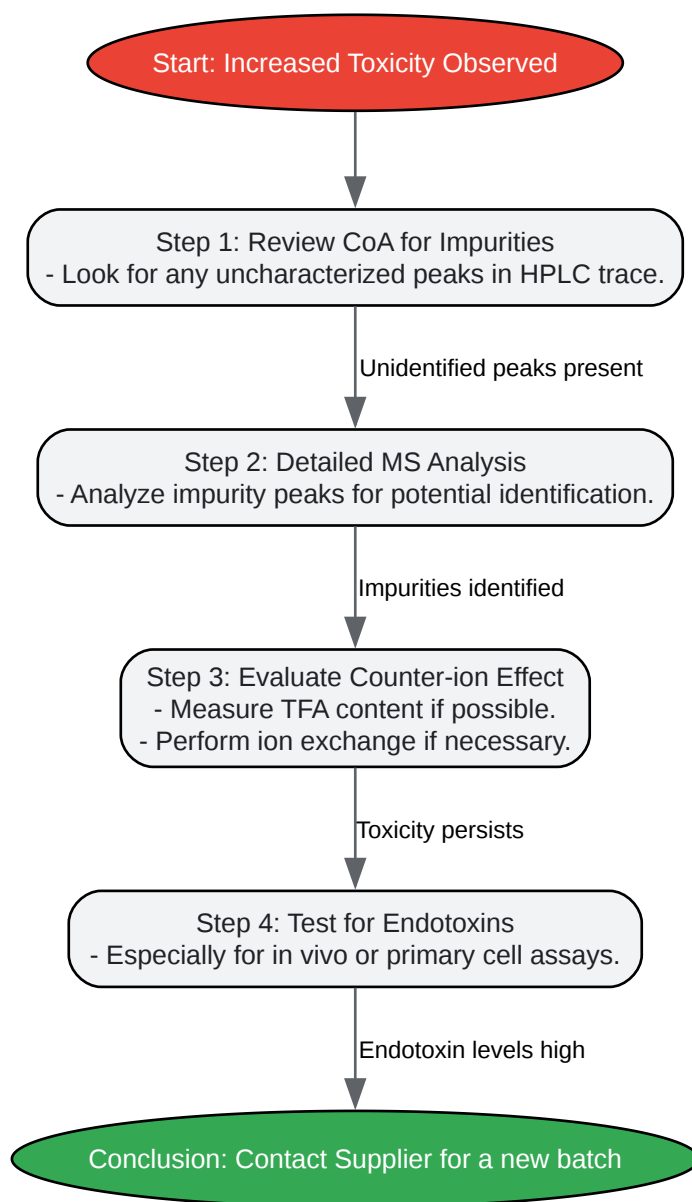 Start: Increased Toxicity Observed
Step 1: Review CoA for Impurities
- Look for any uncharacterized peaks in HPLC trace.
Unidentified peaks present
Step 2: Detailed MS Analysis
- Analyze impurity peaks for potential identification.
Impurities identified
Step 3: Evaluate Counter-ion Effect
- Measure TFA content if possible.
- Perform ion exchange if necessary.
Toxicity persists
Step 4: Test for Endotoxins
- Especially for in vivo or primary cell assays.
Endotoxin levels high
Conclusion: Contact Supplier for a new batch